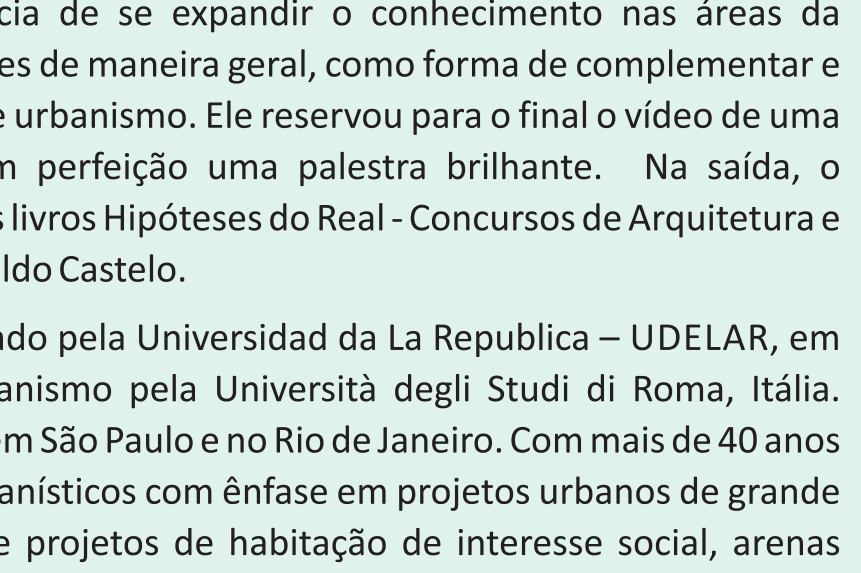 cia de se expandir o conhecimento nas áreas da
es de maneira geral, como forma de complementar e
e urbanismo. Ele reservou para o final o vídeo de uma
m perfeição uma palestra brilhante. Na saída, o
s livros Hipóteses do Real - Concursos de Arquitetura e
ldo Castelo.
ado pela Universidad da La Republica – UDELAR, em
anismo pela Università degli Studi di Roma, Itália.
em São Paulo e no Rio de Janeiro. Com mais de 40 anos
anísticos com ênfase em projetos urbanos de grande
e projetos de habitação de interesse social, arenas